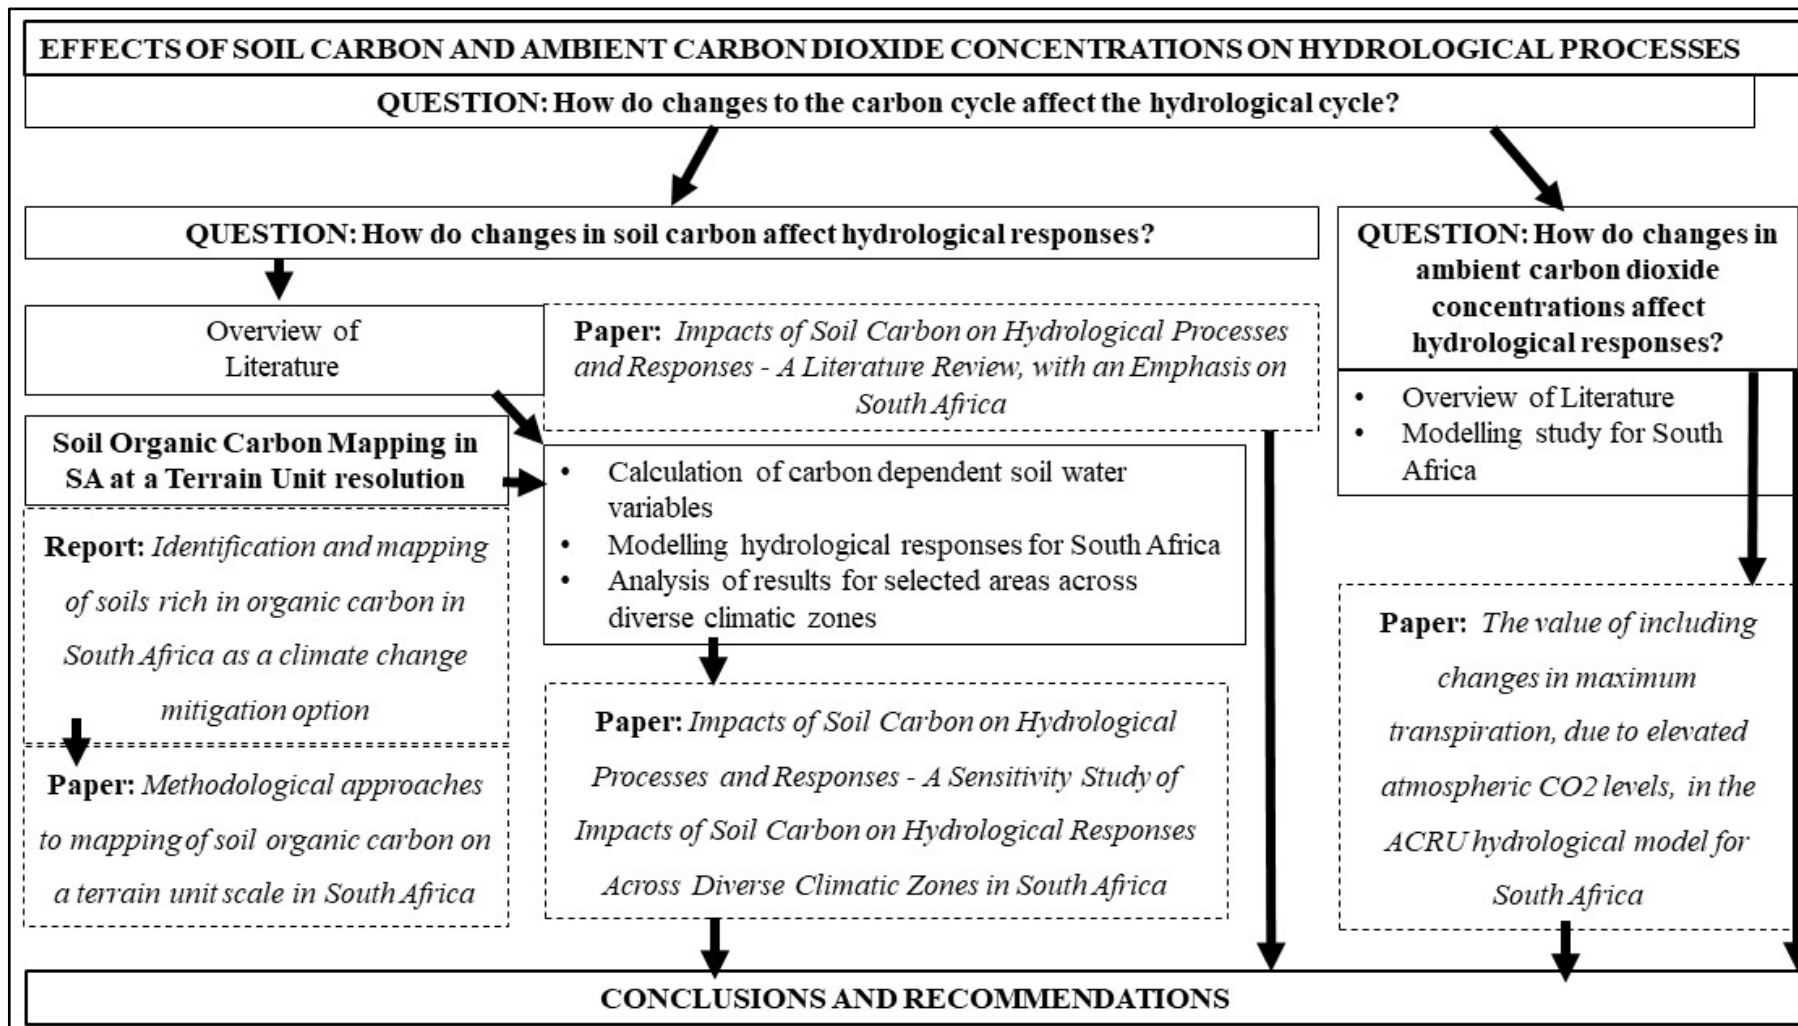 EFFECTS OF SOIL CARBON AND AMBIENT CARBON DIOXIDE CONCENTRATIONS ON HYDROLOGICAL PROCESSES
QUESTION: How do changes to the carbon cycle affect the hydrological cycle?
QUESTION: How do changes in soil carbon affect hydrological responses?
Overview of
Literature
Paper: Impacts of Soil Carbon on Hydrological Processes
and Responses - A Literature Review, with an Emphasis on
South Africa
Soil Organic Carbon Mapping in
SA at a Terrain Unit resolution
Report: Identification and mapping
of soils rich in organic carbon in
South Africa as a climate change
mitigation option
Paper: Methodological approaches
to mapping of soil organic carbon on
a terrain unit scale in South Africa
• Calculation of carbon dependent soil water
variables
• Modelling hydrological responses for South Africa
• Analysis of results for selected areas across
diverse climatic zones
Paper: Impacts of Soil Carbon on Hydrological
Processes and Responses - A Sensitivity Study of
Impacts of Soil Carbon on Hydrological Responses
Across Diverse Climatic Zones in South Africa
QUESTION: How do changes in
ambient carbon dioxide
concentrations affect
hydrological responses?
• Overview of Literature
• Modelling study for South
Africa
Paper: The value of including
changes in maximum
transpiration, due to elevated
atmospheric CO2 levels, in the
ACRU hydrological model for
South Africa
CONCLUSIONS AND RECOMMENDATIONS